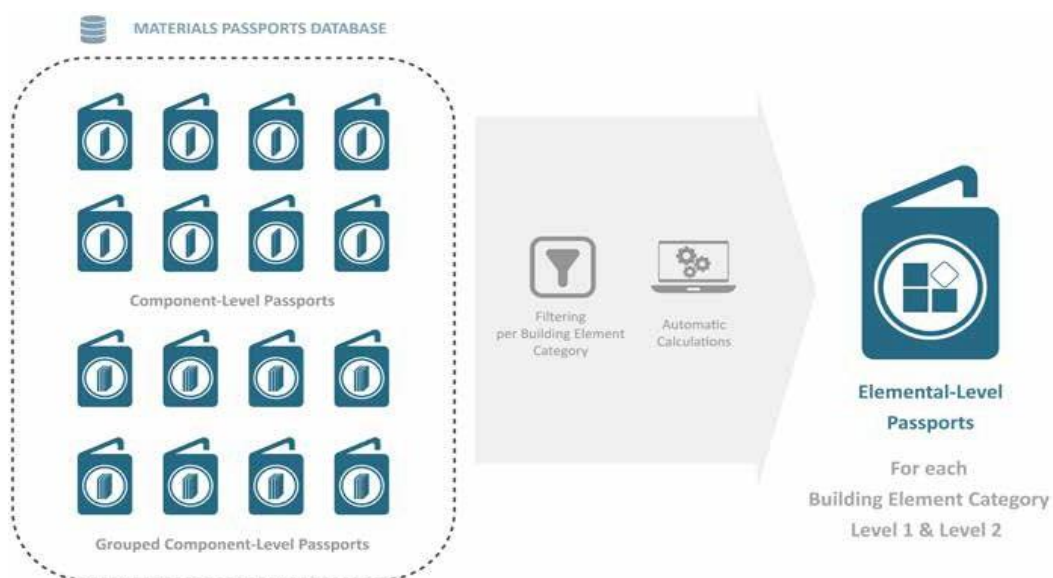 MATERIALS PASSPORTS DATABASE
Component-Level Passports
Grouped Component-Level Passports
Filtering
per Building Element
Category
Automatic
Calculations
Elemental-Level
Passports
For each
Building Element Category
Level 1 & Level 2